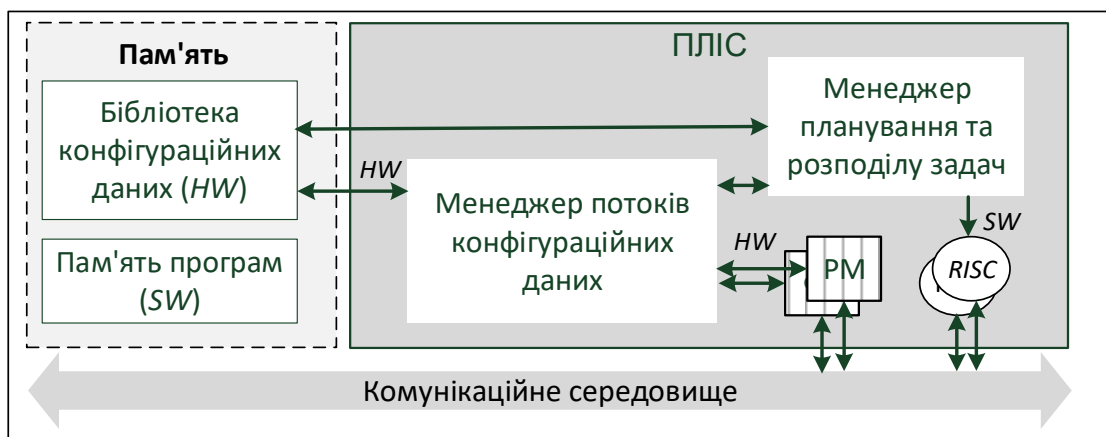 Пам'ять
Бібліотека
конфігураційних
даних (HW)
Пам'ять програм
(SW)
ПЛІС
Менеджер
планування та
розподілу задач
HW
Менеджер потоків
конфігураційних
даних
HW
РМ
SW
RISC
Комунікаційне середовище